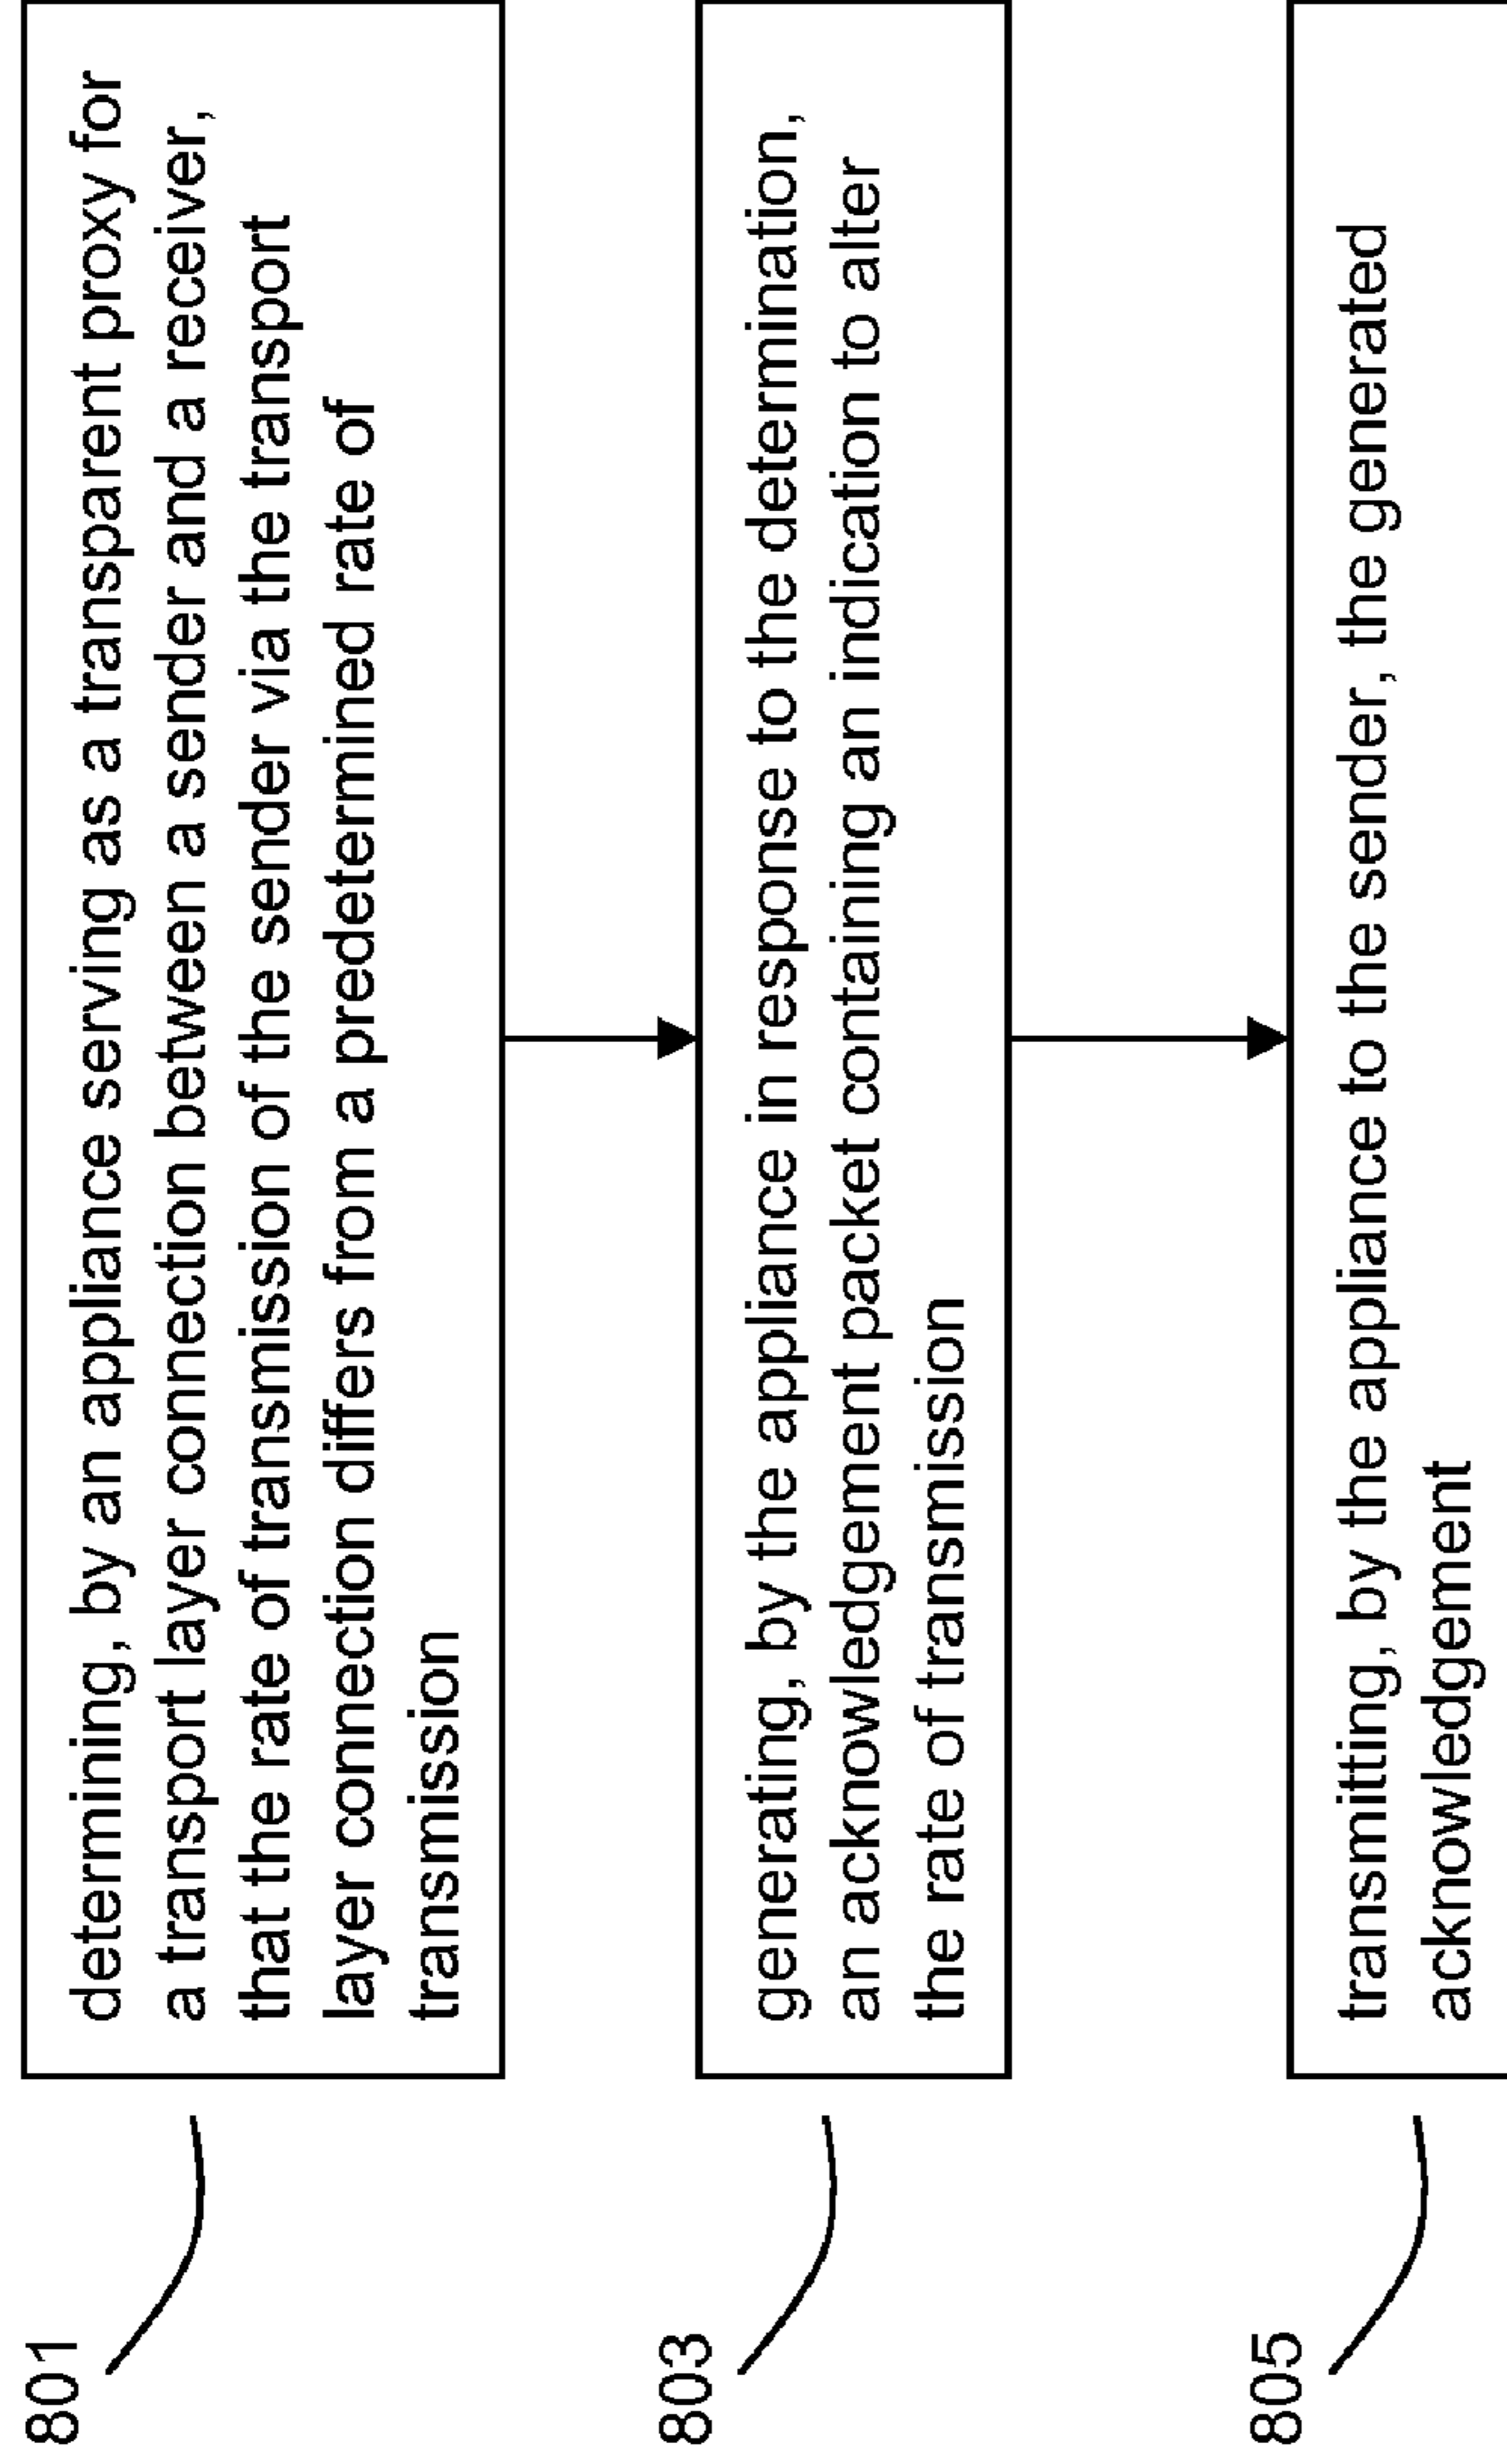 801
determining, by an appliance serving as a transparent proxy for
a transport layer connection between a sender and a receiver,
that the rate of transmission of the sender via the transport
layer connection differs from a predetermined rate of
transmission
803
generating, by the appliance in response to the determination,
an acknowledgement packet containing an indication to alter
the rate of transmission
805
transmitting, by the appliance to the sender, the generated
acknowledgement